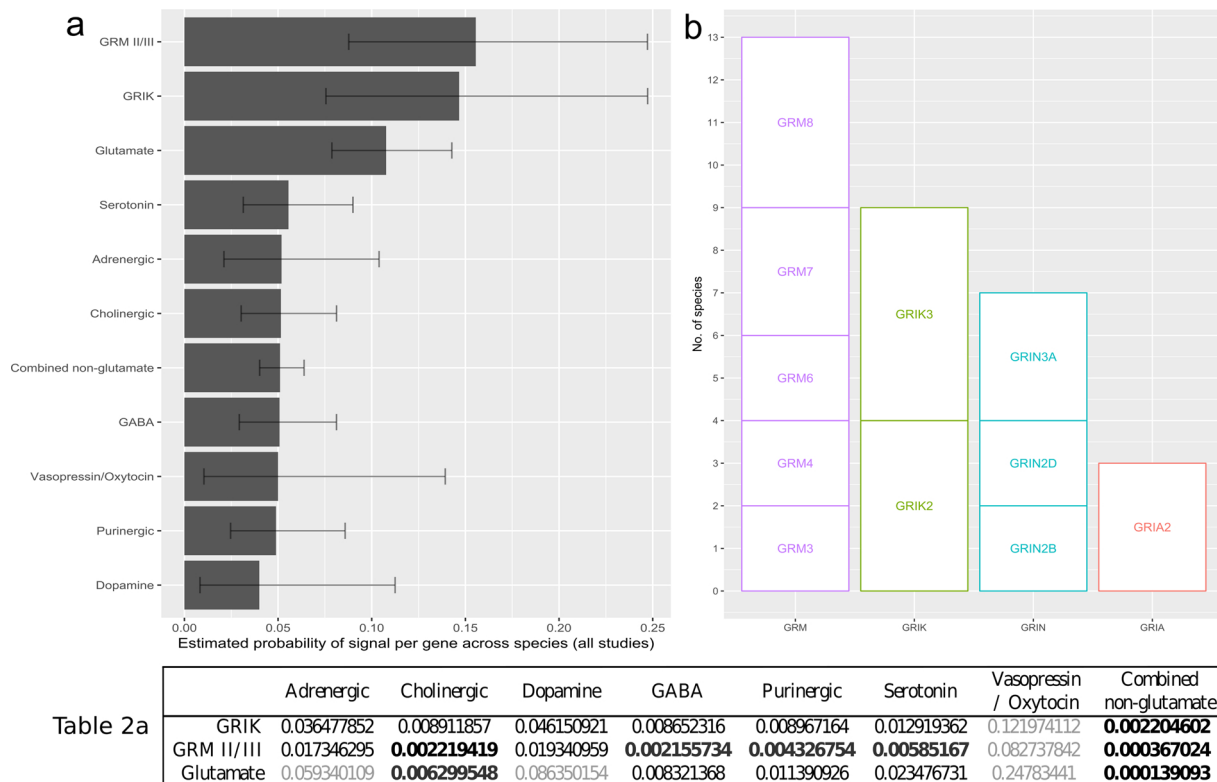 a
GRM II/III
GRIK
Glutamate
Serotonin
Adrenergic
Cholinergic
Combined non-glutamate
GABA
Vasopressin/Oxytocin
Purinergic
Dopamine
0.00 0.05 0.10 0.15 0.20 0.25
Estimated probability of signal per gene across species (all studies)
b
No. of species
13
12
11
10
9
8
7
6
5
4
3
2
1
0
GRM8
GRM7
GRM6
GRM4
GRM3
GRIK3
GRIK2
GRIN3A
GRIN2D
GRIN2B
GRIA2
GRM GRIK GRIN GRIA
Table 2a
Adrenergic Cholinergic Dopamine GABA Purinergic Serotonin Vasopressin / Oxytocin Combined non-glutamate
GRIK 0.036477852 0.008911857 0.046150921 0.008652316 0.008967164 0.012919362 0.121974112 0.002204602
GRM II/III 0.017346295 0.002219419 0.019340959 0.002155734 0.004326754 0.00585167 0.082737842 0.000367024
Glutamate 0.059340109 0.006299548 0.086350154 0.008321368 0.011390926 0.023476731 0.24783441 0.000139093